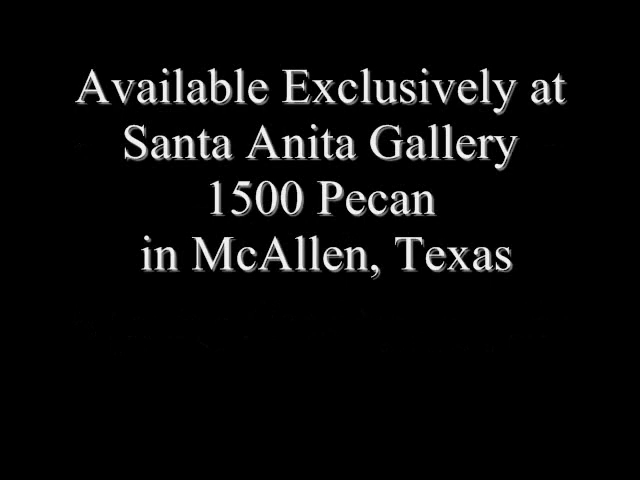 Available Exclusively at
Santa Anita Gallery
1500 Pecan
in McAllen, Texas